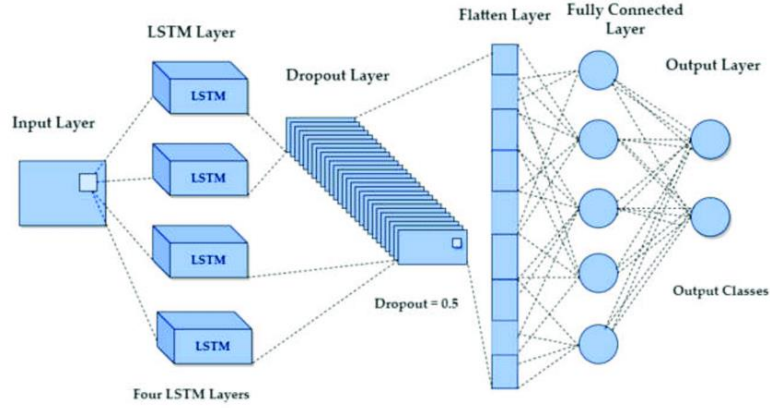 Flatten Layer
Fully Connected
Layer
LSTM Layer
Dropout Layer
Output Layer
Input Layer
LSTM
LSTM
LSTM
LSTM
Dropout = 0.5
Output Classes
Four LSTM Layers